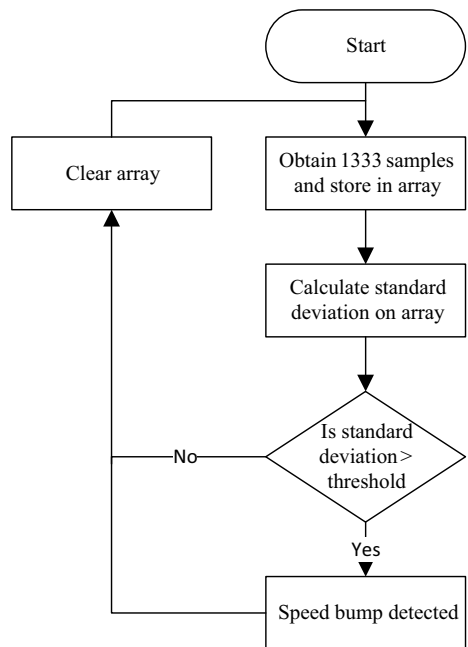 Start
Clear array
Obtain 1333 samples
and store in array
Calculate standard
deviation on array
Is standard
deviation >
threshold
No
Yes
Speed bump detected